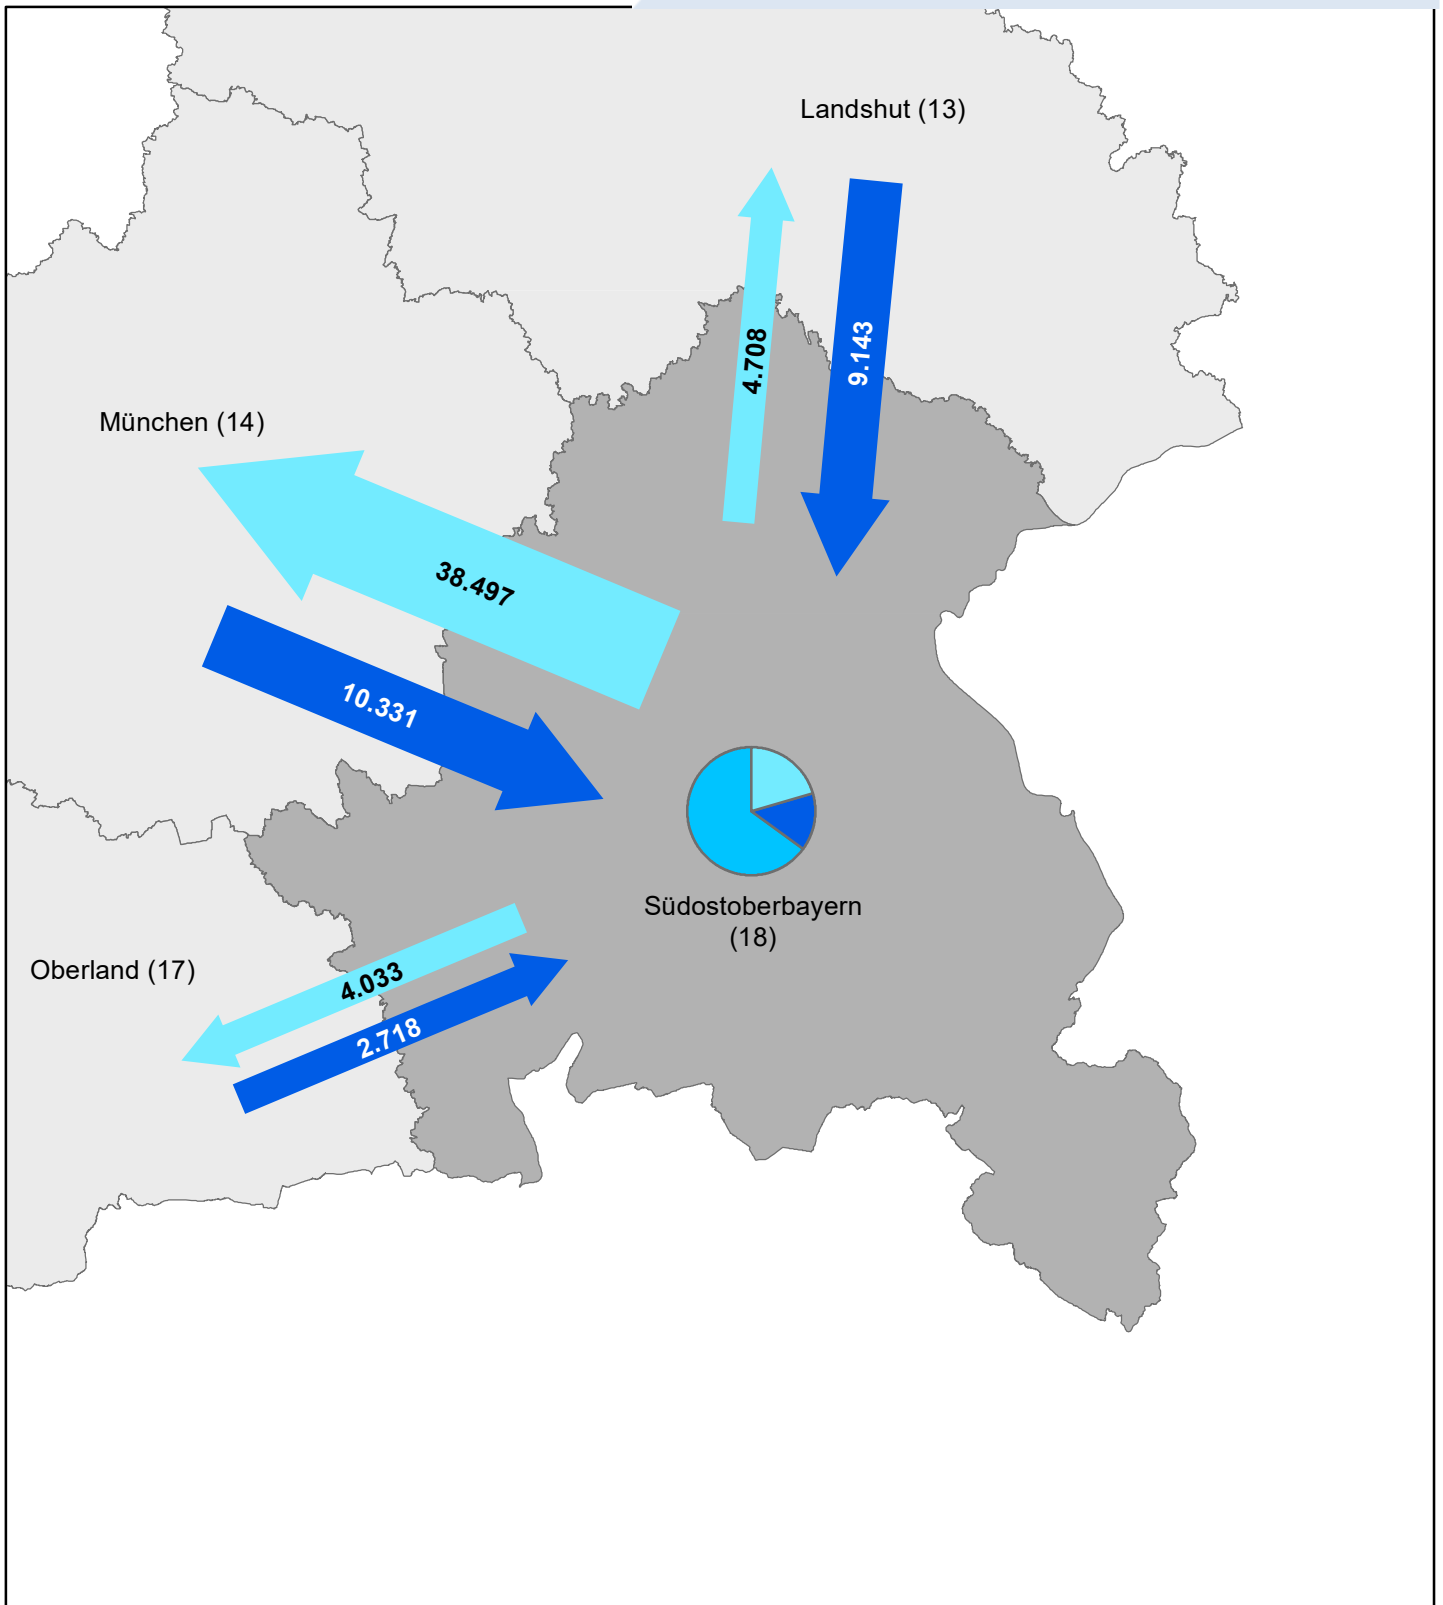 Landshut (13)
4.708
9.143
München (14)
38.497
10.331
Südostoberbayern
(18)
Oberland (17)
4.033
2.718